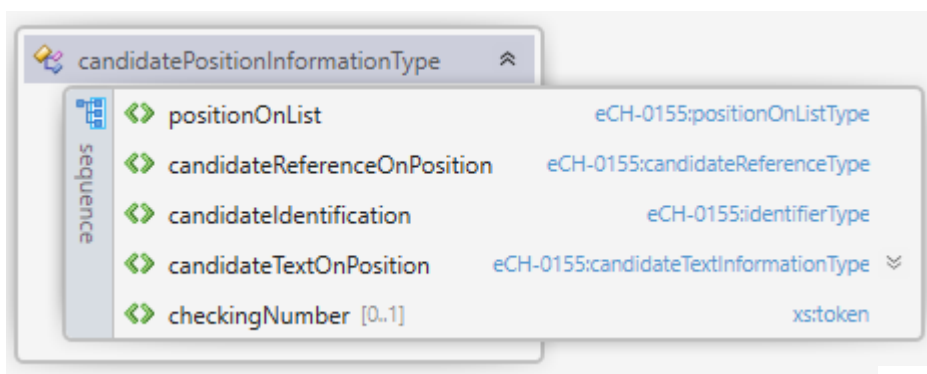 candidatePositionInformationType
sequence
positionOnList eCH-0155:positionOnListType
candidateReferenceOnPosition eCH-0155:candidateReferenceType
candidateIdentification eCH-0155:identifierType
candidateTextOnPosition eCH-0155:candidateTextInformationType
checkingNumber [0..1] xs:token